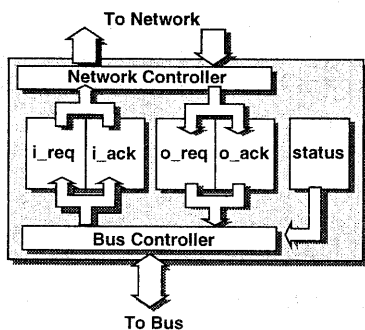 To Network
Network Controller
i_req i_ack o_req o_ack status
Bus Controller
To Bus